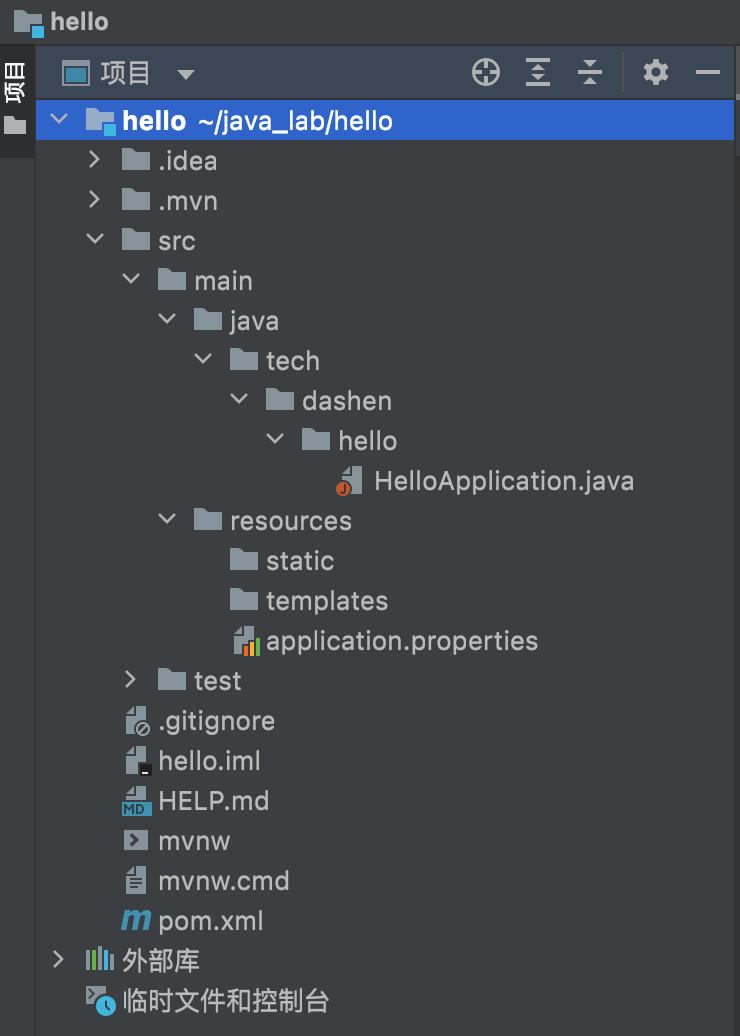 hello
项目
项目
hello ~/java_lab/hello
.idea
.mvn
src
main
java
tech
dashen
hello
HelloApplication.java
resources
static
templates
application.properties
test
.gitignore
hello.iml
MD HELP.md
mvnw
mvnw.cmd
m pom.xml
外部库
临时文件和控制台